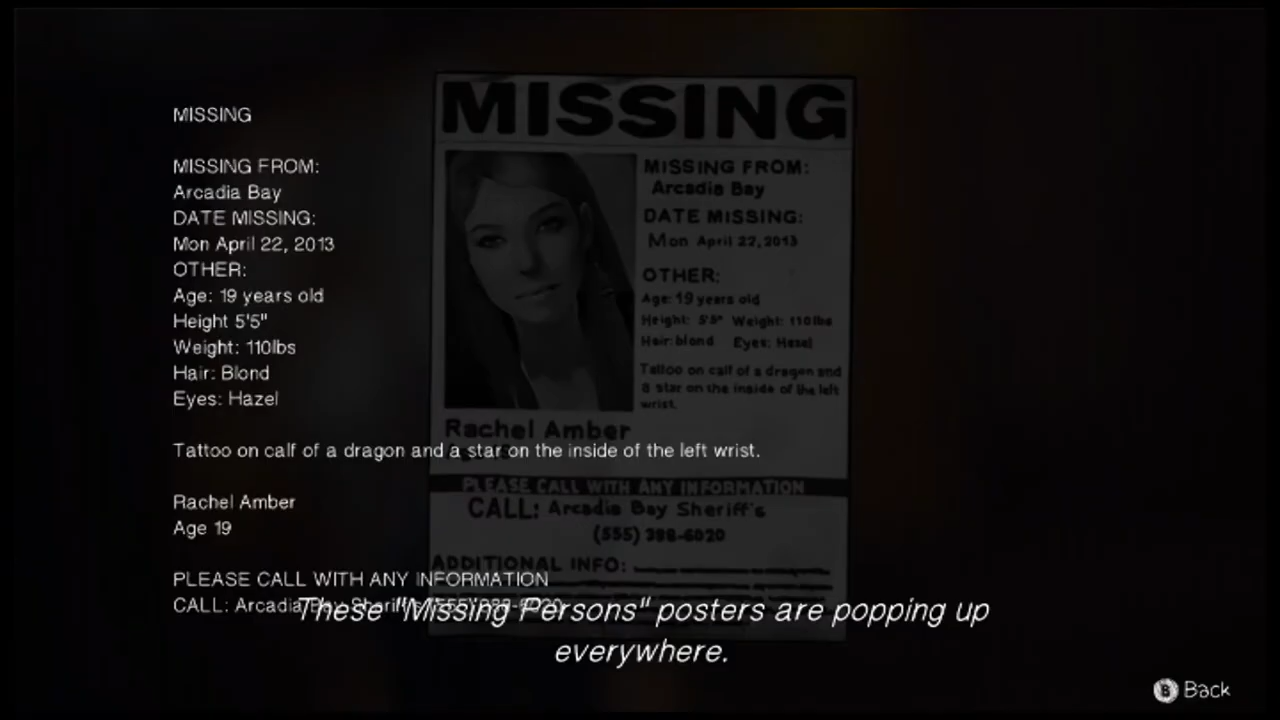 MISSING
MISSING FROM:
Arcadia Bay
DATE MISSING:
Mon April 22, 2013
OTHER:
Age: 19 years old
Height 5'5"
Weight: 110lbs
Hair: Blond
Eyes: Hazel
Tattoo on calf of a dragon and a star on the inside of the left wrist.
Rachel Amber
Age 19
PLEASE CALL WITH ANY INFORMATION
CALL: Arcadia Bay Sheriff's
MISSING
MISSING FROM:
Arcadia Bay
DATE MISSING:
Mon April 22, 2013
OTHER:
Age: 19 years old
Height: 5'5" Weight: 110lbs
Hair: blond Eyes: Hazel
Tattoo on calf of a dragon and
a star on the inside of the left
wrist.
Rachel Amber
PLEASE CALL WITH ANY INFORMATION
CALL: Arcadia Bay Sheriff's
(555) 398-6020
ADDITIONAL INFO:
These "Missing Persons" posters are popping up
everywhere.
B Back